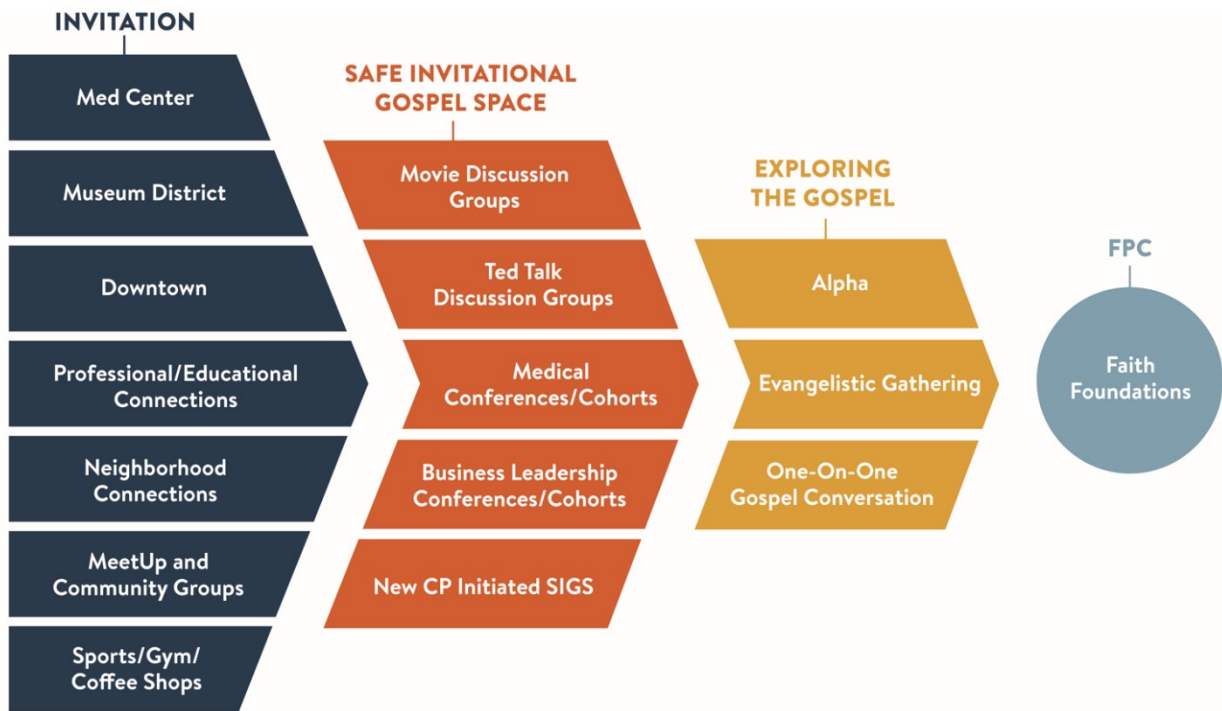 INVITATION
Med Center
Museum District
Downtown
Professional/Educational
Connections
Neighborhood
Connections
MeetUp and
Community Groups
Sports/Gym/
Coffee Shops
SAFE INVITATIONAL
GOSPEL SPACE
Movie Discussion
Groups
Ted Talk
Discussion Groups
Medical
Conferences/Cohorts
Business Leadership
Conferences/Cohorts
New CP Initiated SIGS
EXPLORING
THE GOSPEL
Alpha
Evangelistic Gathering
One-On-One
Gospel Conversation
FPC
Faith
Foundations